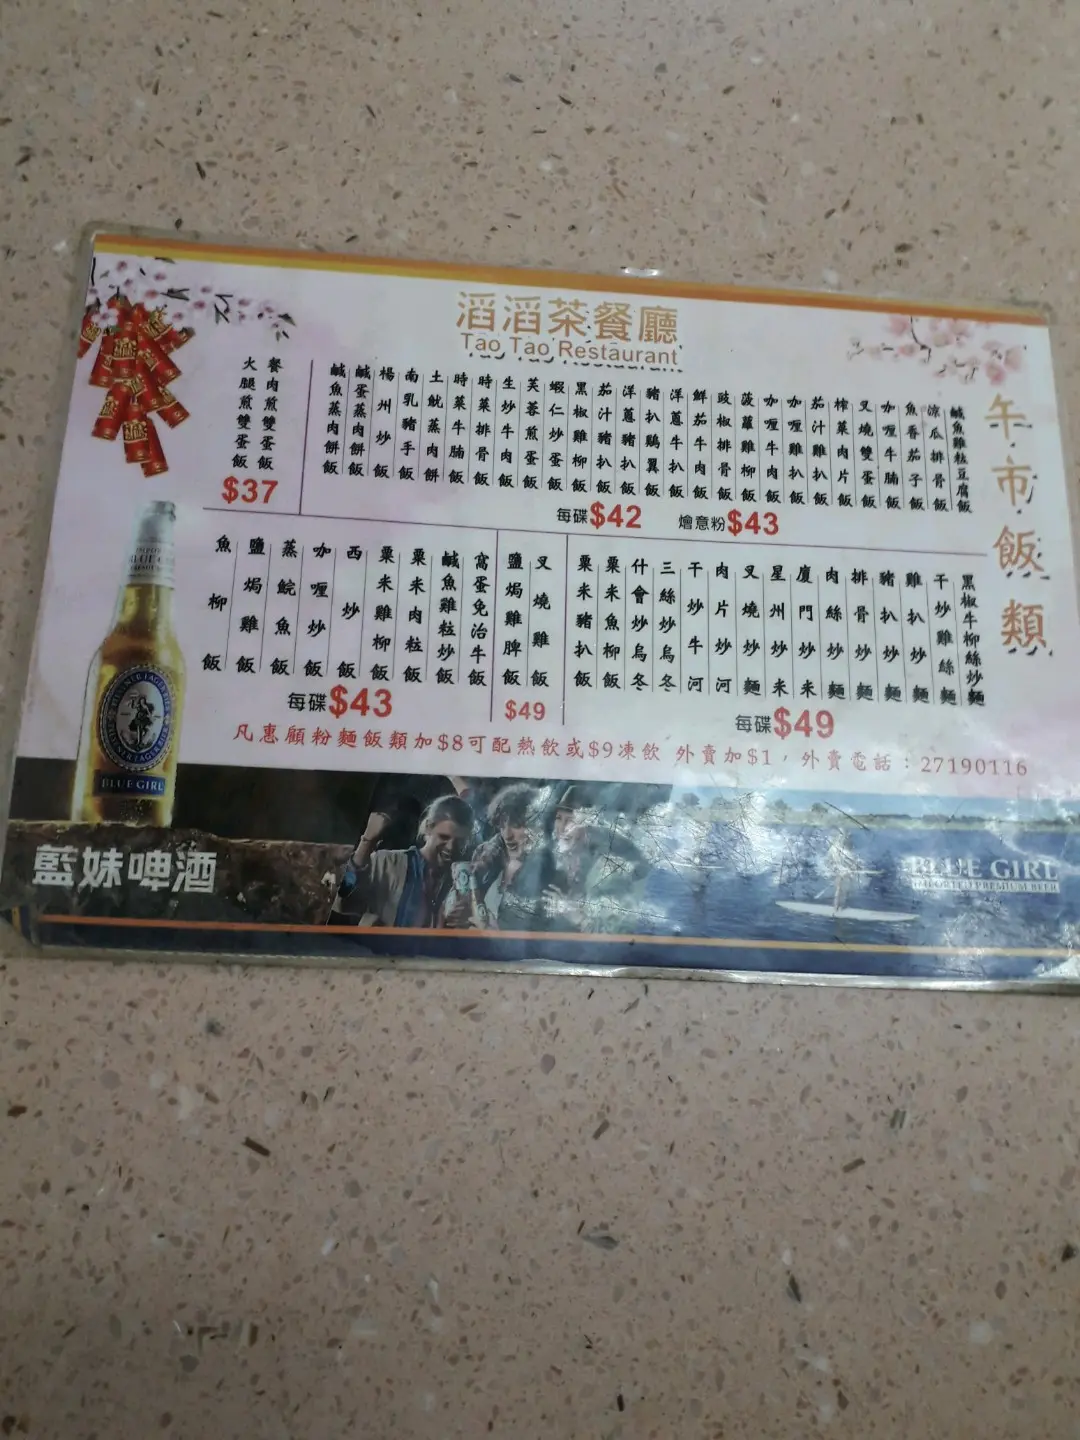 滔滔茶餐廳
Tao Tao Restaurant
午市飯類
鹹魚雞粒豆腐飯
涼瓜排骨飯
魚香茄子飯
咖喱牛腩飯
叉燒雙蛋飯
榨菜肉片飯
茄汁雞扒飯
咖喱雞扒飯
咖喱牛肉飯
菠蘿雞柳飯
豉椒排骨飯
鮮茄牛肉飯
洋蔥牛扒飯
豬扒鷄翼飯
洋蔥豬扒飯
茄汁豬扒飯
黑椒雞柳飯
蝦仁炒蛋飯
芙蓉煎蛋飯
生炒牛肉飯
時菜排骨飯
時菜牛腩飯
土魷蒸肉餅飯
南乳豬手飯
楊州炒飯
鹹蛋蒸肉餅飯
鹹魚蒸肉餅飯
每碟$42
燴意粉$43
餐肉煎雙蛋飯
火腿煎雙蛋飯
$37
黑椒牛柳絲炒麵
干炒雞絲麵
雞扒炒麵
豬扒炒麵
排骨炒麵
肉絲炒麵
廈門炒米
星州炒米
叉燒炒麵
肉片炒河
干炒牛河
三絲炒烏冬
什會炒烏冬
粟米魚柳飯
粟米豬扒飯
每碟$49
叉燒雞飯
鹽焗雞脾飯
$49
窩蛋免治牛飯
鹹魚雞粒炒飯
粟米肉粒飯
粟米雞柳飯
西炒飯
咖喱炒飯
蒸鯇魚飯
鹽焗雞飯
魚柳飯
每碟$43
凡惠顧粉麵飯類加$8可配熱飲或$9凍飲 外賣加$1，外賣電話：27190116
BLUE GIRL
藍妹啤酒
BLUE GIRL
IMPORTED PREMIUM BEER